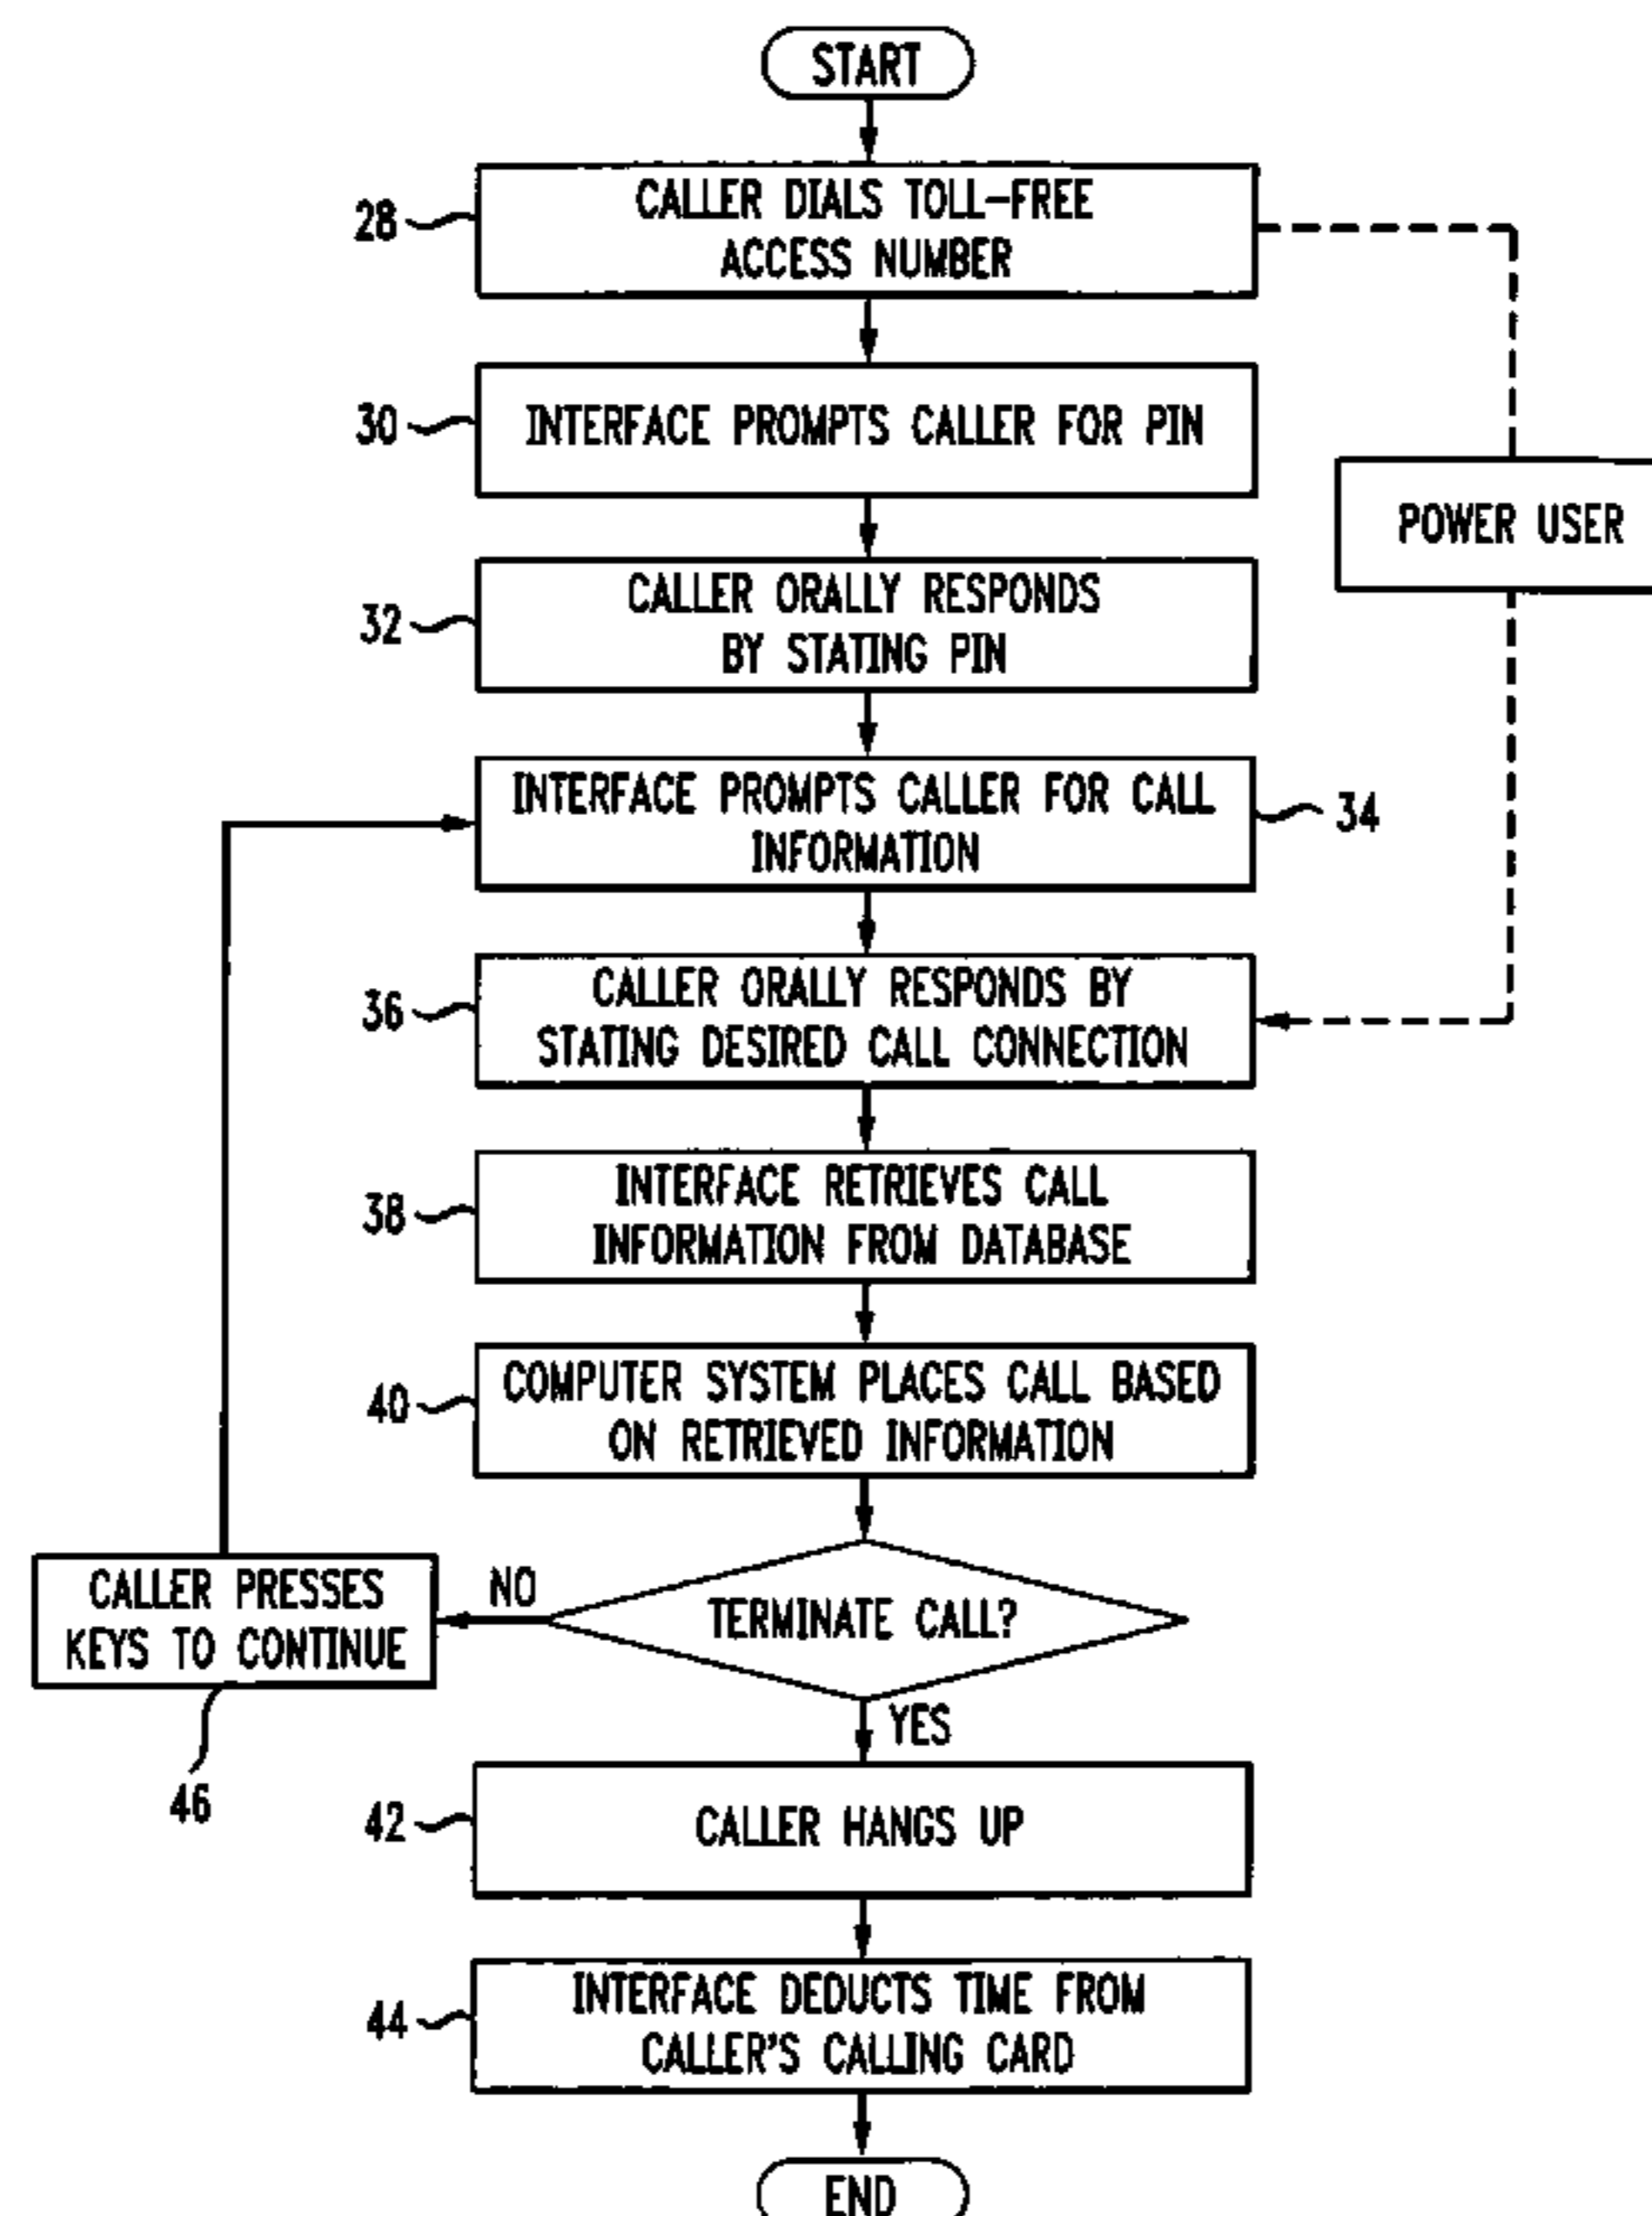 START
28
CALLER DIALS TOLL-FREE
ACCESS NUMBER
30
INTERFACE PROMPTS CALLER FOR PIN
POWER USER
32
CALLER ORALLY RESPONDS
BY STATING PIN
INTERFACE PROMPTS CALLER FOR CALL
INFORMATION
34
36
CALLER ORALLY RESPONDS BY
STATING DESIRED CALL CONNECTION
38
INTERFACE RETRIEVES CALL
INFORMATION FROM DATABASE
40
COMPUTER SYSTEM PLACES CALL BASED
ON RETRIEVED INFORMATION
TERMINATE CALL?
NO
CALLER PRESSES
KEYS TO CONTINUE
46
YES
42
CALLER HANGS UP
44
INTERFACE DEDUCTS TIME FROM
CALLER'S CALLING CARD
END